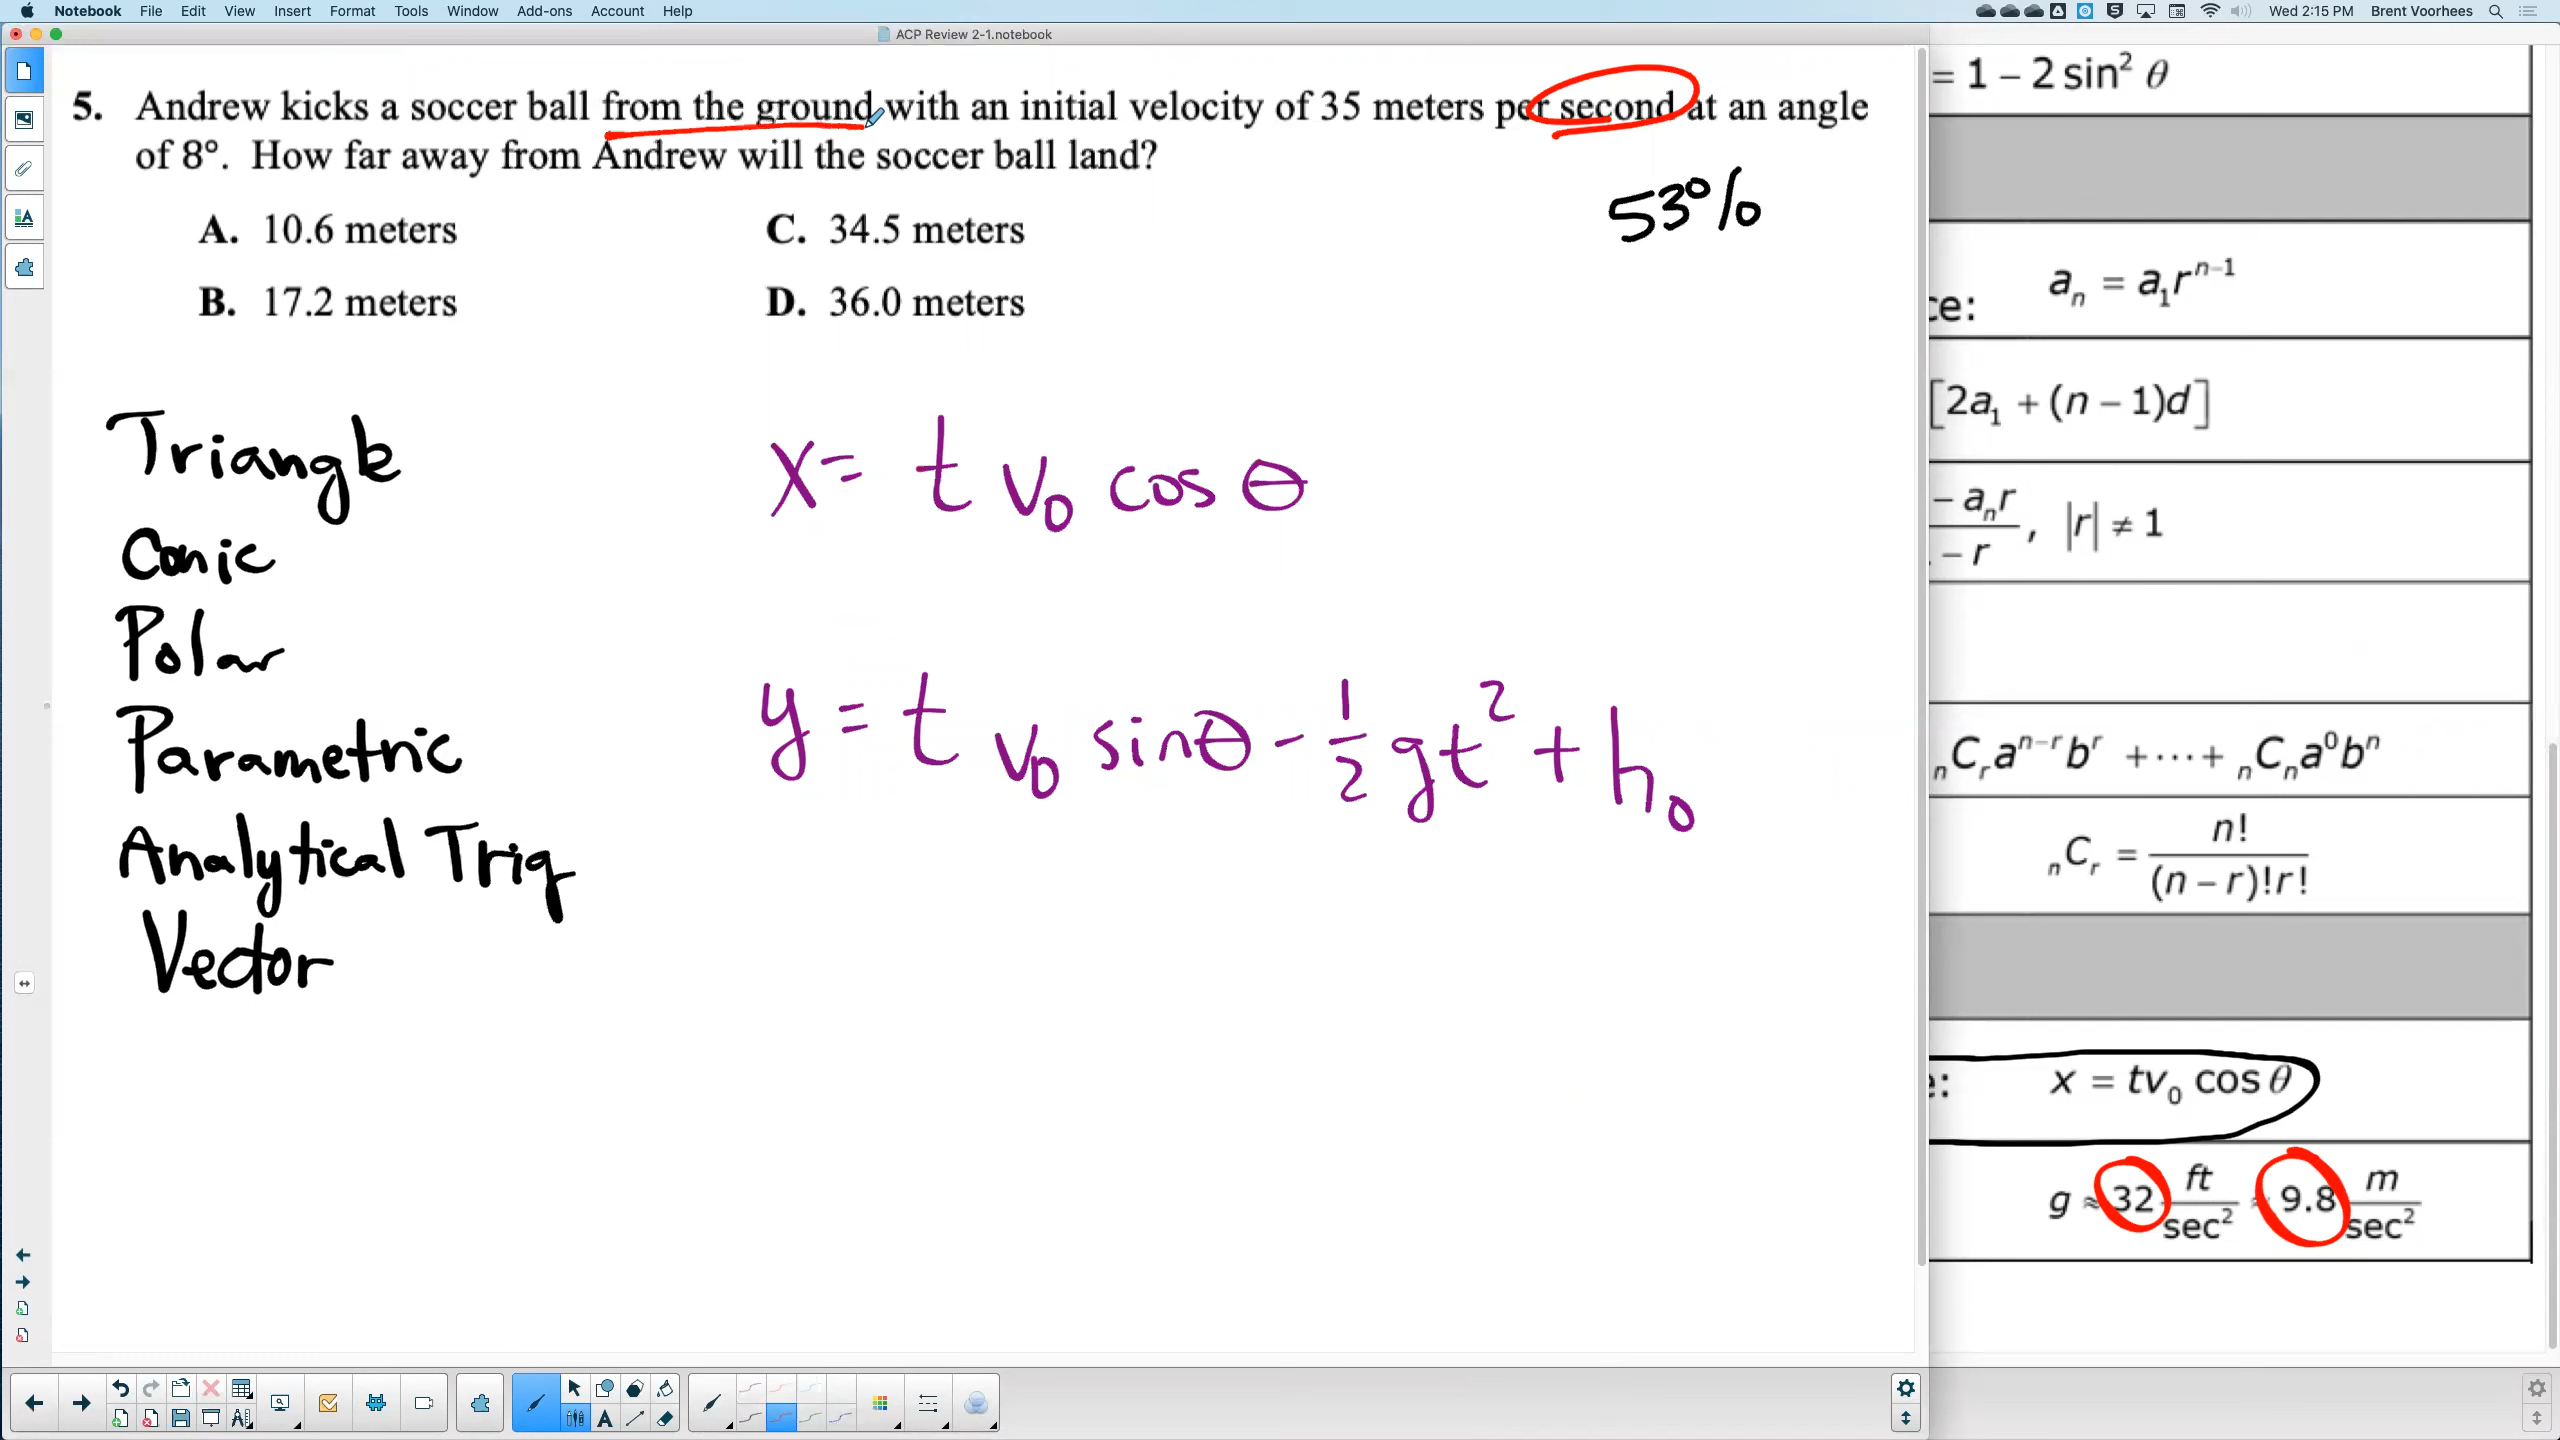 Notebook File Edit View Insert Format Tools Window Add-ons Account Help Wed 2:15 PM Brent Voorhees
ACP Review 2-1.notebook
5. Andrew kicks a soccer ball from the ground with an initial velocity of 35 meters per second at an angle
of 8°. How far away from Andrew will the soccer ball land?
53%
A. 10.6 meters C. 34.5 meters
B. 17.2 meters D. 36.0 meters
Triangle
Conic
Polar
Parametric
Analytical Trig
Vector
x = t v₀ cos θ
y = t v₀ sinθ - 1/2 gt² + h₀
= 1 − 2 sin² θ
ce: aₙ = a₁rⁿ⁻¹
[2a₁ + (n − 1)d]
− aₙr / − r , |r| ≠ 1
ₙCᵣaⁿ⁻ʳbʳ + ⋯ + ₙCₙa⁰bⁿ
ₙCᵣ = n! / (n − r)!r!
e: x = tv₀ cos θ
g ≈ 32 ft/sec² ≈ 9.8 m/sec²